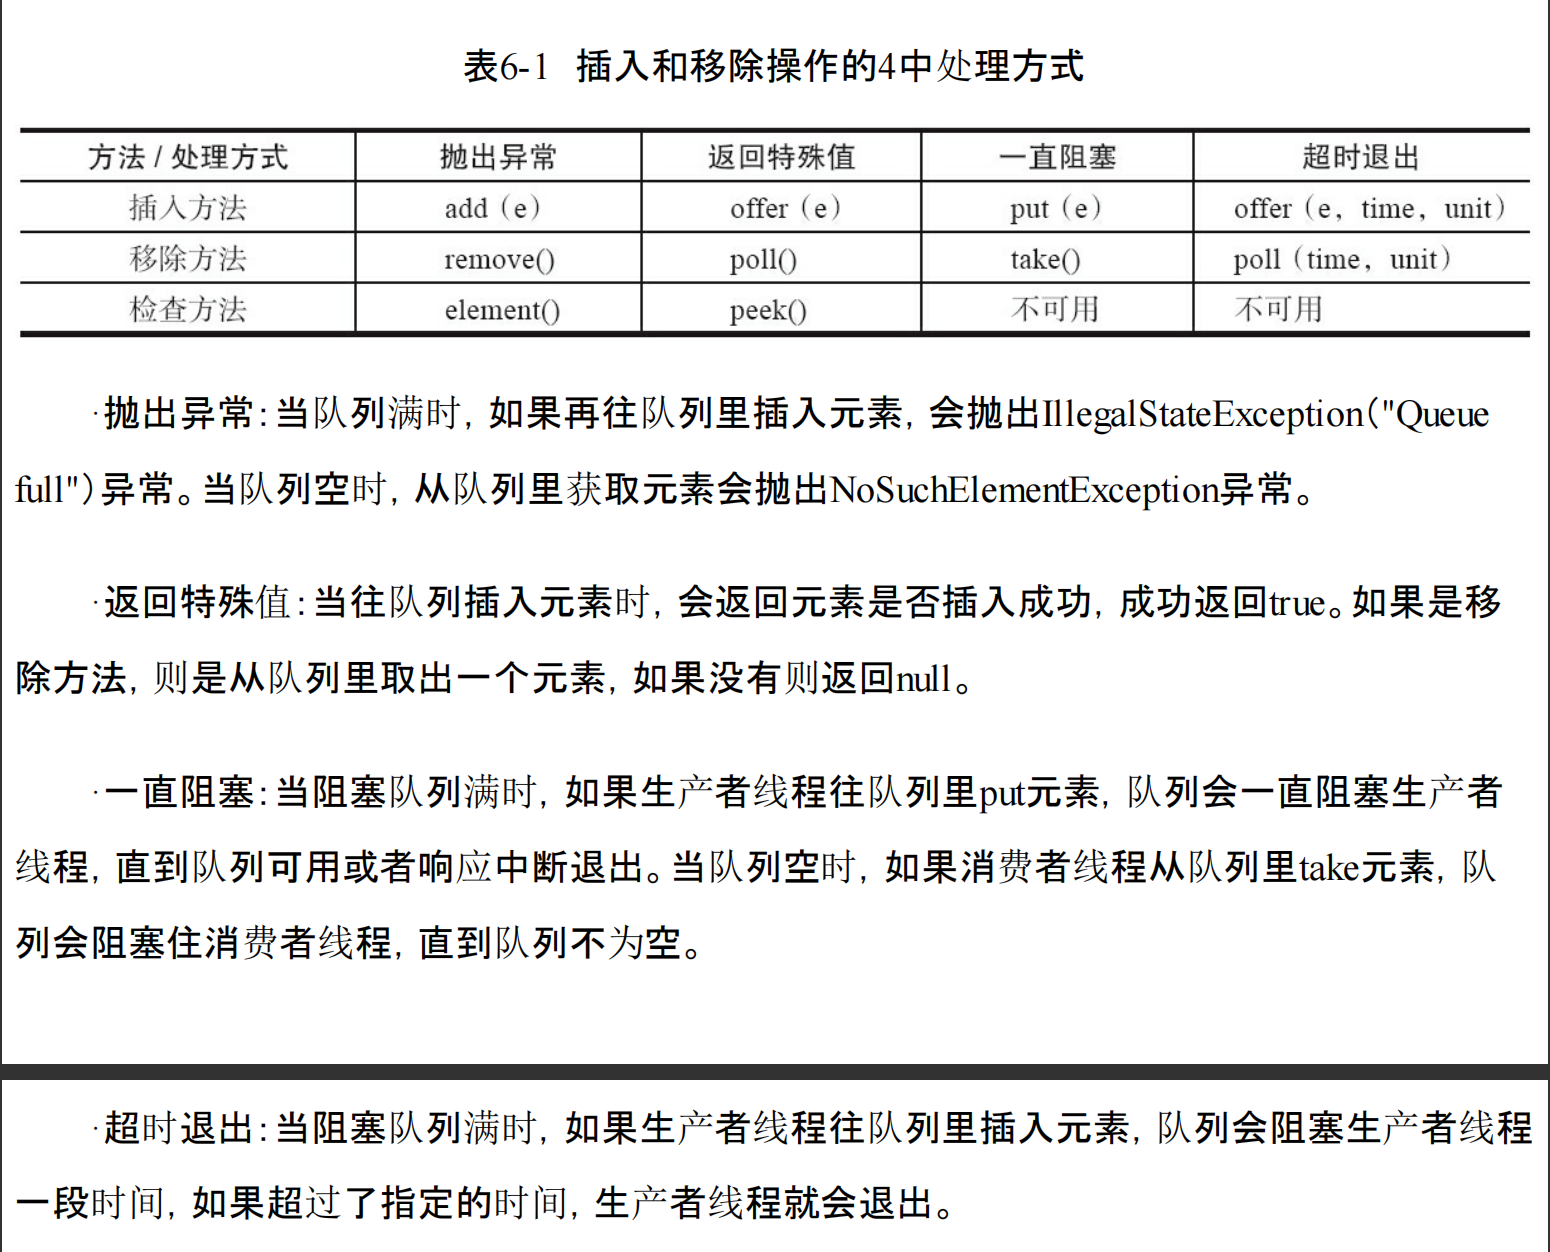 表6-1 插入和移除操作的4中处理方式
方法 / 处理方式 抛出异常 返回特殊值 一直阻塞 超时退出
插入方法 add（e） offer（e） put（e） offer（e，time，unit）
移除方法 remove() poll() take() poll（time，unit）
检查方法 element() peek() 不可用 不可用
·抛出异常：当队列满时，如果再往队列里插入元素，会抛出IllegalStateException（"Queue
full"）异常。当队列空时，从队列里获取元素会抛出NoSuchElementException异常。
·返回特殊值：当往队列插入元素时，会返回元素是否插入成功，成功返回true。如果是移
除方法，则是从队列里取出一个元素，如果没有则返回null。
·一直阻塞：当阻塞队列满时，如果生产者线程往队列里put元素，队列会一直阻塞生产者
线程，直到队列可用或者响应中断退出。当队列空时，如果消费者线程从队列里take元素，队
列会阻塞住消费者线程，直到队列不为空。
·超时退出：当阻塞队列满时，如果生产者线程往队列里插入元素，队列会阻塞生产者线程
一段时间，如果超过了指定的时间，生产者线程就会退出。